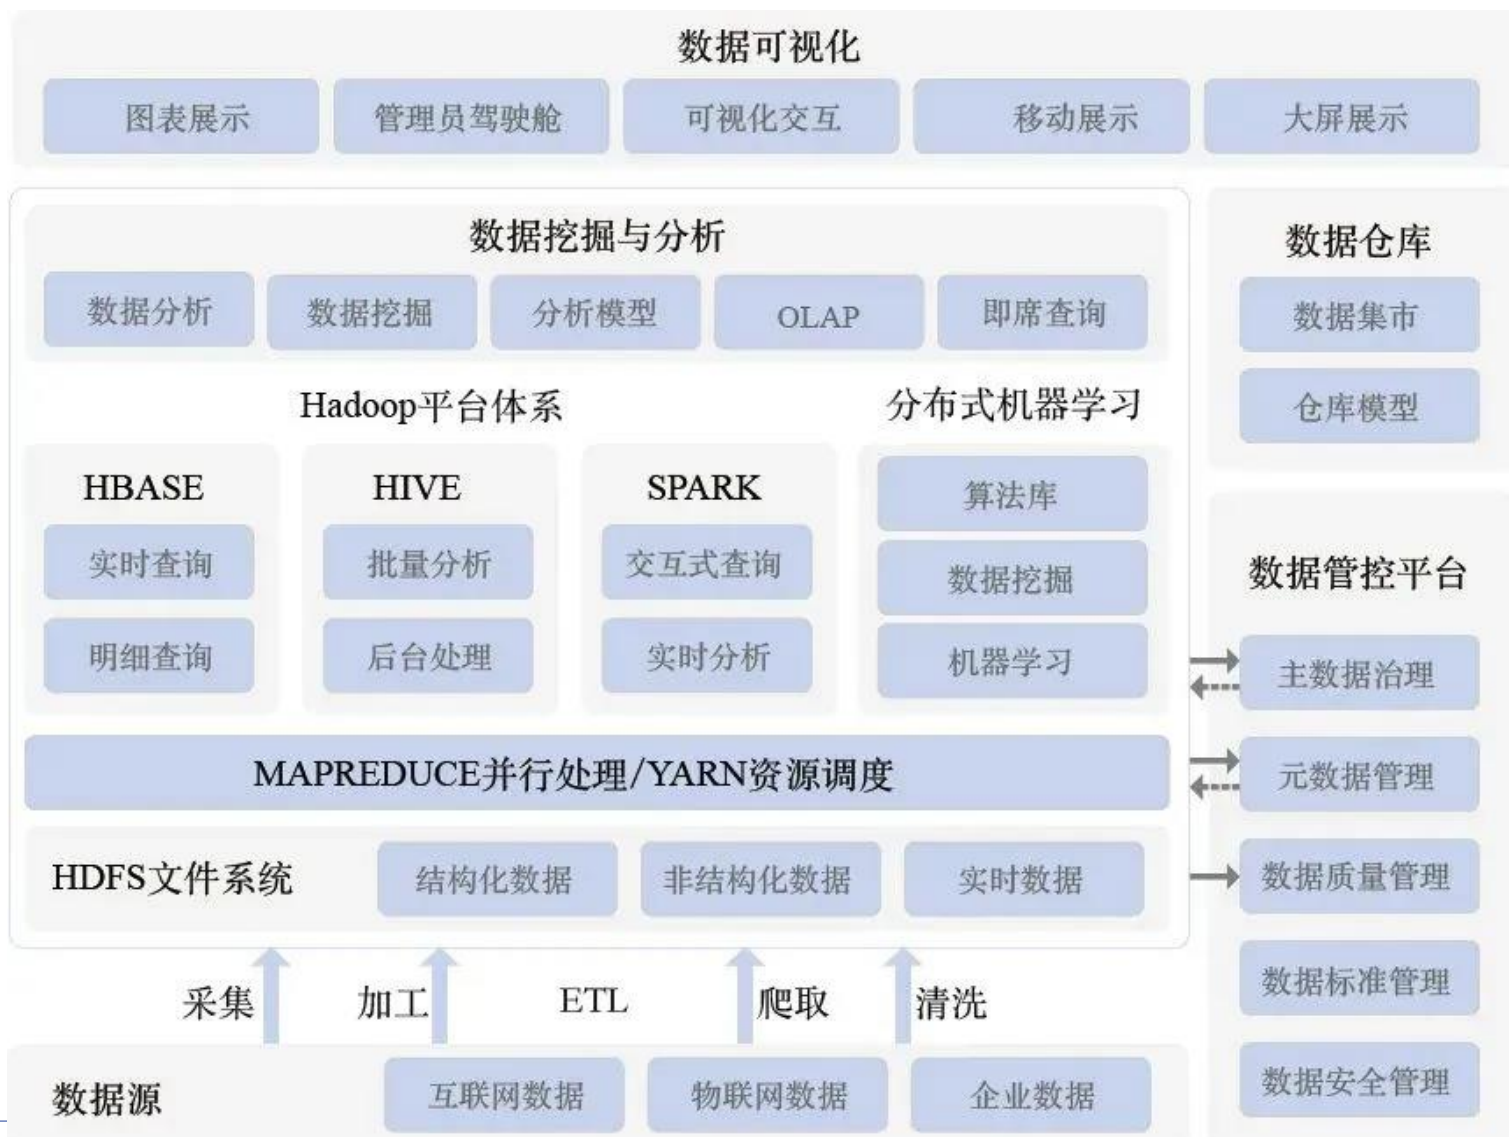 数据可视化
图表展示
管理员驾驶舱
可视化交互
移动展示
大屏展示
数据挖掘与分析
数据分析
数据挖掘
分析模型
OLAP
即席查询
Hadoop平台体系
分布式机器学习
HBASE
实时查询
明细查询
HIVE
批量分析
后台处理
SPARK
交互式查询
实时分析
算法库
数据挖掘
机器学习
MAPREDUCE并行处理/YARN资源调度
HDFS文件系统
结构化数据
非结构化数据
实时数据
采集
加工
ETL
爬取
清洗
数据源
互联网数据
物联网数据
企业数据
数据仓库
数据集市
仓库模型
数据管控平台
主数据治理
元数据管理
数据质量管理
数据标准管理
数据安全管理